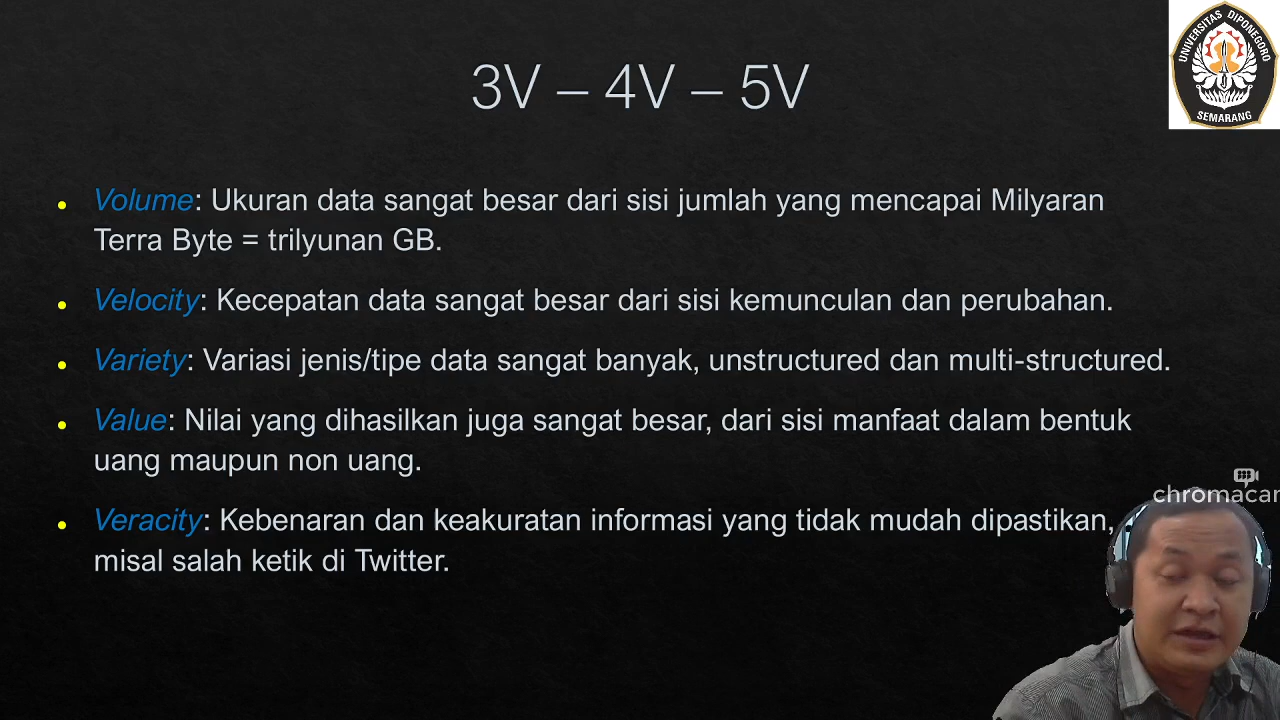 3V – 4V – 5V
UNIVERSITAS DIPONEGORO
SEMARANG
Volume: Ukuran data sangat besar dari sisi jumlah yang mencapai Milyaran
Terra Byte = trilyunan GB.
Velocity: Kecepatan data sangat besar dari sisi kemunculan dan perubahan.
Variety: Variasi jenis/tipe data sangat banyak, unstructured dan multi-structured.
Value: Nilai yang dihasilkan juga sangat besar, dari sisi manfaat dalam bentuk
uang maupun non uang.
Veracity: Kebenaran dan keakuratan informasi yang tidak mudah dipastikan,
misal salah ketik di Twitter.
chromacam